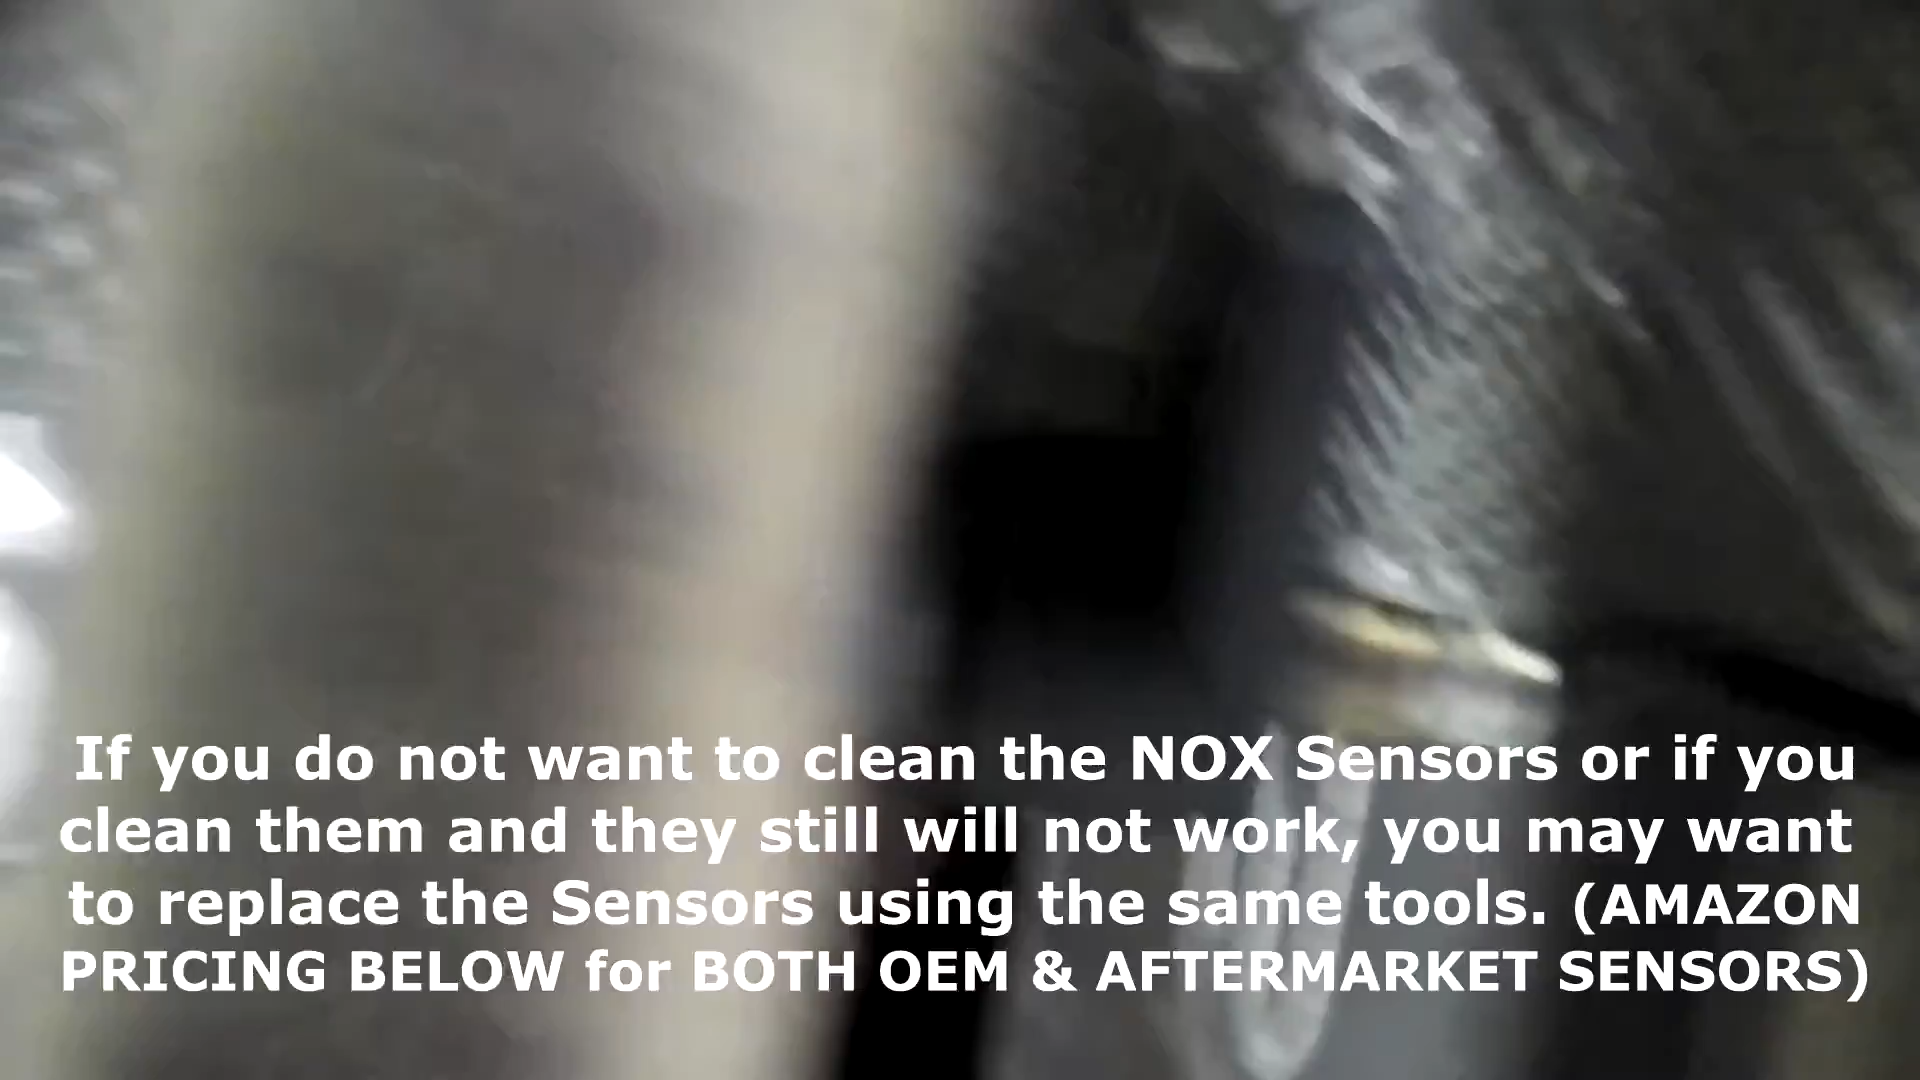 If you do not want to clean the NOX Sensors or if you
clean them and they still will not work, you may want
to replace the Sensors using the same tools. (AMAZON
PRICING BELOW for BOTH OEM & AFTERMARKET SENSORS)